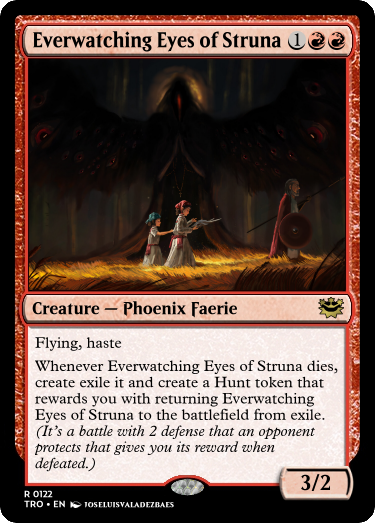 Everwatching Eyes of Struna 1
Creature — Phoenix Faerie
Flying, haste
Whenever Everwatching Eyes of Struna dies,
create exile it and create a Hunt token that
rewards you with returning Everwatching
Eyes of Struna to the battlefield from exile.
(It's a battle with 2 defense that an opponent
protects that gives you its reward when
defeated.)
3/2
R 0122
TRO • EN JOSELUISVALADEZBAES